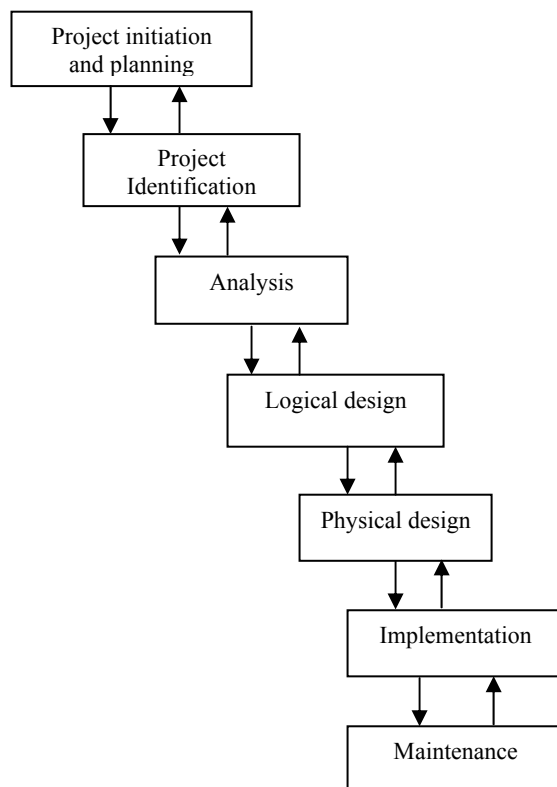 Project initiation
and planning
Project
Identification
Analysis
Logical design
Physical design
Implementation
Maintenance